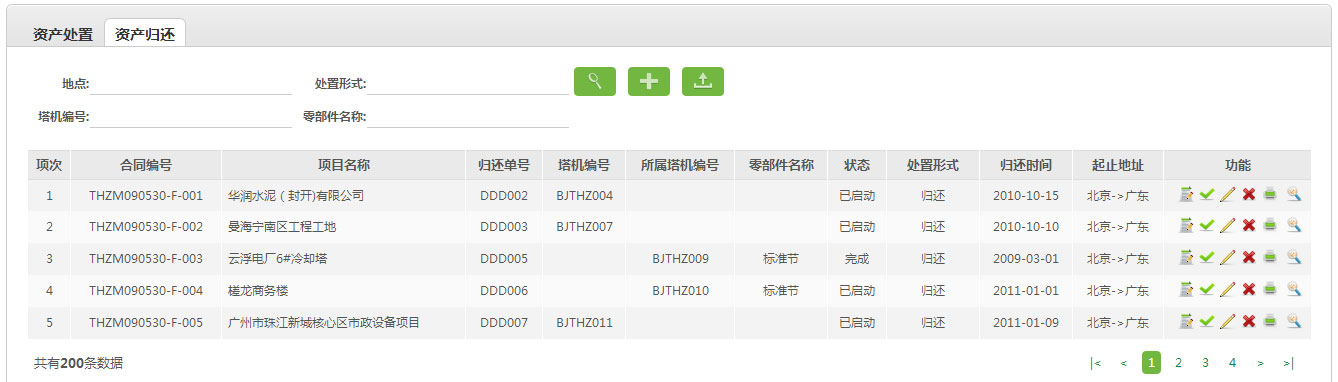 资产处置 资产归还
地点: 处置形式:
塔机编号: 零部件名称:
项次 合同编号 项目名称 归还单号 塔机编号 所属塔机编号 零部件名称 状态 处置形式 归还时间 起止地址 功能
1 THZM090530-F-001 华润水泥（封开)有限公司 DDD002 BJTHZ004 已启动 归还 2010-10-15 北京->广东
2 THZM090530-F-002 曼海宁南区工程工地 DDD003 BJTHZ007 已启动 归还 2010-10-10 北京->广东
3 THZM090530-F-003 云浮电厂6#冷却塔 DDD005 BJTHZ009 标准节 完成 归还 2009-03-01 北京->广东
4 THZM090530-F-004 槎龙商务楼 DDD006 BJTHZ010 标准节 已启动 归还 2011-01-01 北京->广东
5 THZM090530-F-005 广州市珠江新城核心区市政设备项目 DDD007 BJTHZ011 已启动 归还 2011-01-09 北京->广东
共有200条数据 |< < 1 2 3 4 > >|